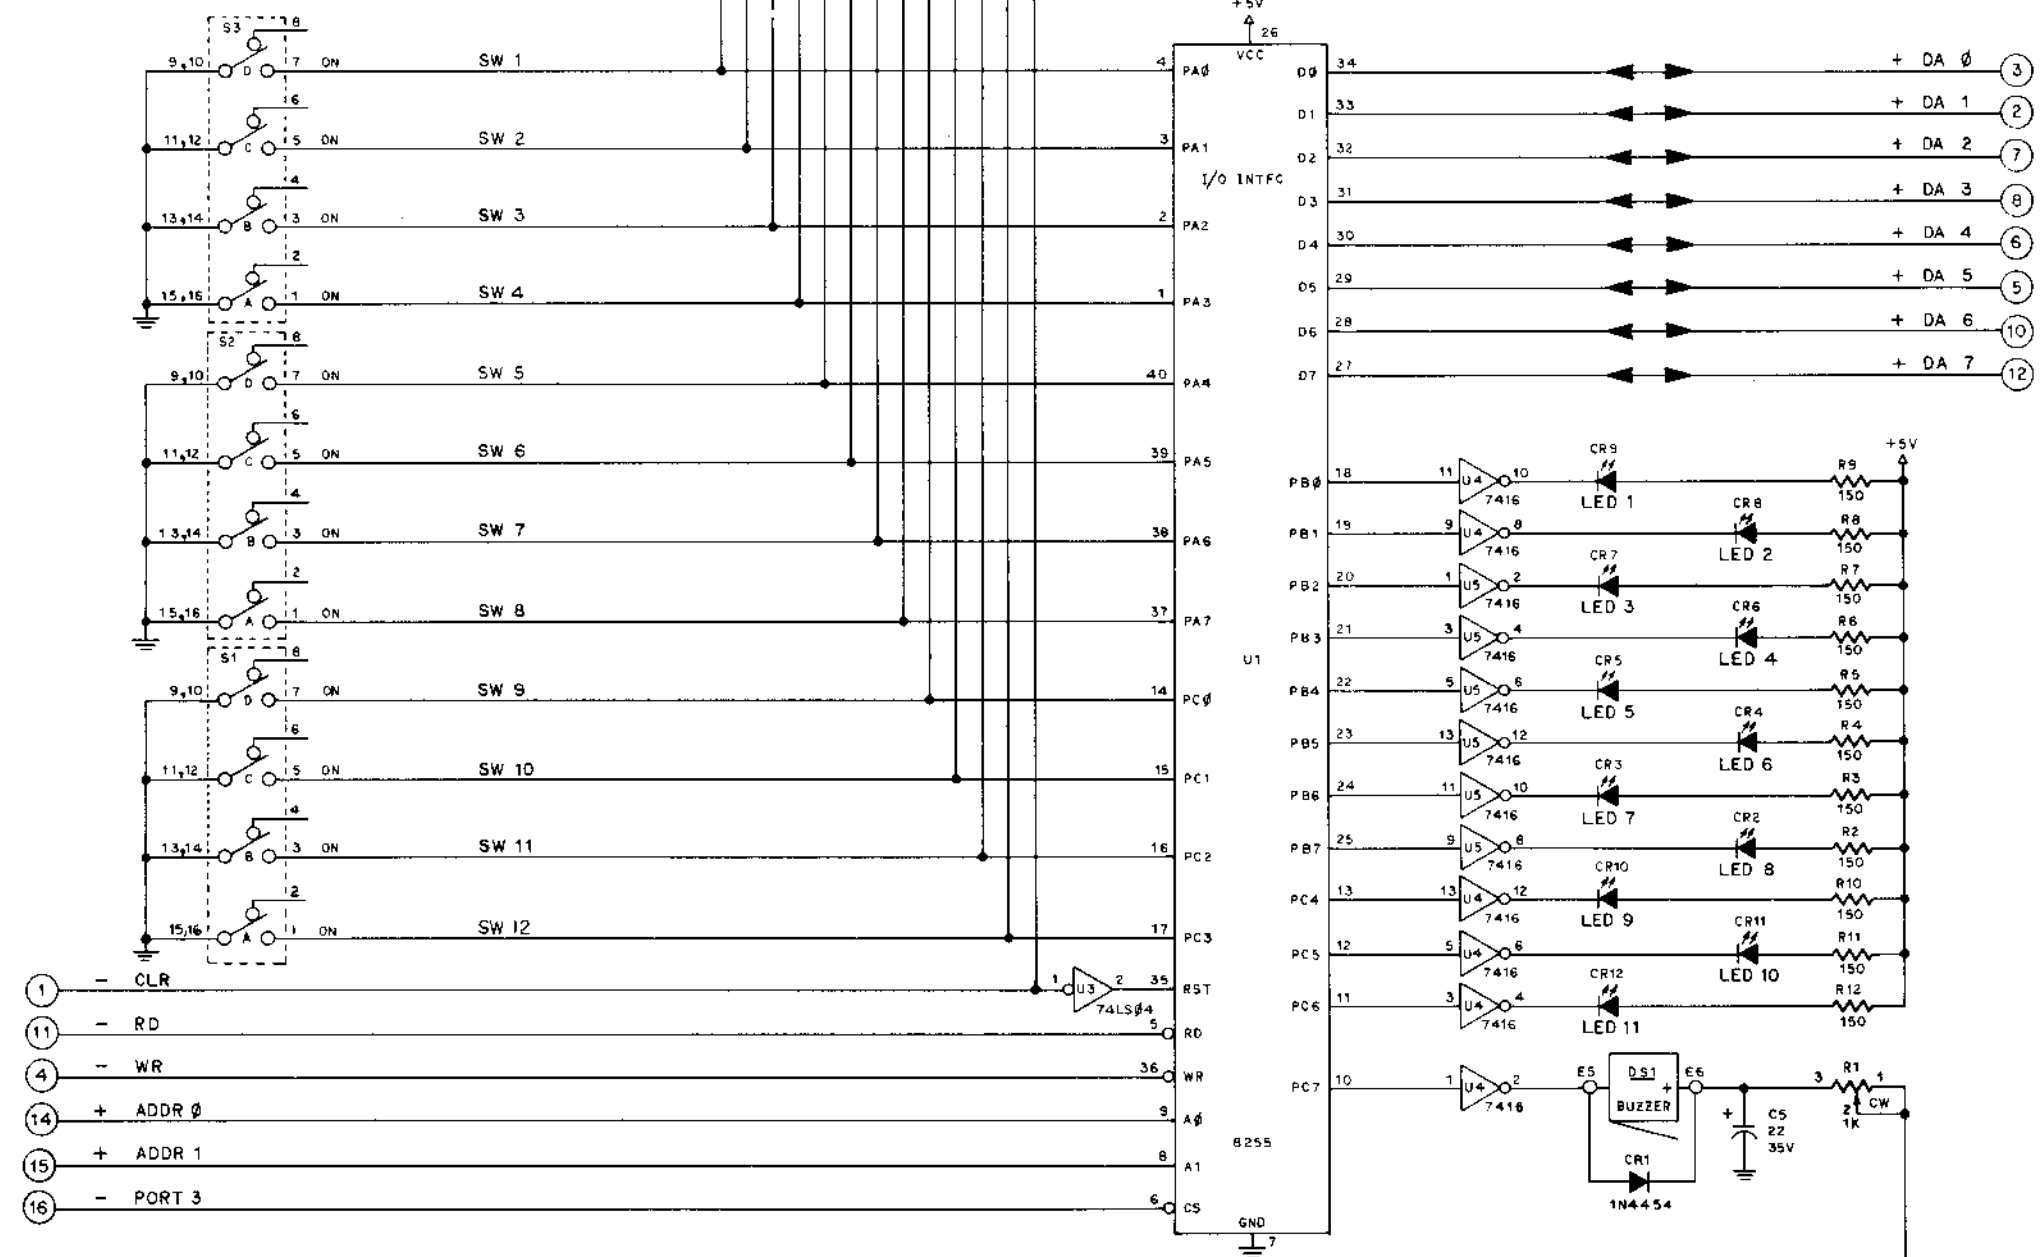 +5V
26
VCC
S3
8
9,10 D 7 ON SW 1 4 PAØ
6
11,12 C 5 ON SW 2 3 PA1
4
13,14 B 3 ON SW 3 2 PA2
2
15,16 A 1 ON SW 4 1 PA3
S2
8
9,10 D 7 ON SW 5 40 PA4
6
11,12 C 5 ON SW 6 39 PA5
4
13,14 B 3 ON SW 7 38 PA6
2
15,16 A 1 ON SW 8 37 PA7
S1
8
9,10 D 7 ON SW 9 14 PCØ
6
11,12 C 5 ON SW 10 15 PC1
4
13,14 B 3 ON SW 11 16 PC2
2
15,16 A 1 ON SW 12 17 PC3
1 - CLR 1 U3 2 35 RST
74LSØ4
11 - RD 5 RD
4 - WR 36 WR
14 + ADDR Ø 9 AØ
15 + ADDR 1 8 A1
16 - PORT 3 6 CS
I/O INTFC
U1
8255
GND
7
DØ 34 + DA Ø 3
D1 33 + DA 1 2
D2 32 + DA 2 7
D3 31 + DA 3 8
D4 30 + DA 4 6
D5 29 + DA 5 5
D6 28 + DA 6 10
D7 27 + DA 7 12
+5V
PBØ 18 11 U4 10 CR9 R9
7416 LED 1 150
PB1 19 9 U4 8 CR8 R8
7416 LED 2 150
PB2 20 1 U5 2 CR7 R7
7416 LED 3 150
PB3 21 3 U5 4 CR6 R6
7416 LED 4 150
PB4 22 5 U5 6 CR5 R5
7416 LED 5 150
PB5 23 13 U5 12 CR4 R4
7416 LED 6 150
PB6 24 11 U5 10 CR3 R3
7416 LED 7 150
PB7 25 9 U5 8 CR2 R2
7416 LED 8 150
PC4 13 13 U4 12 CR10 R10
7416 LED 9 150
PC5 12 5 U4 6 CR11 R11
7416 LED 10 150
PC6 11 3 U4 4 CR12 R12
7416 LED 11 150
PC7 10 1 U4 2 E5 DS1 + E6 3 R1 1
7416 BUZZER + C5 2 CW
22 1K
35V
CR1
1N4454